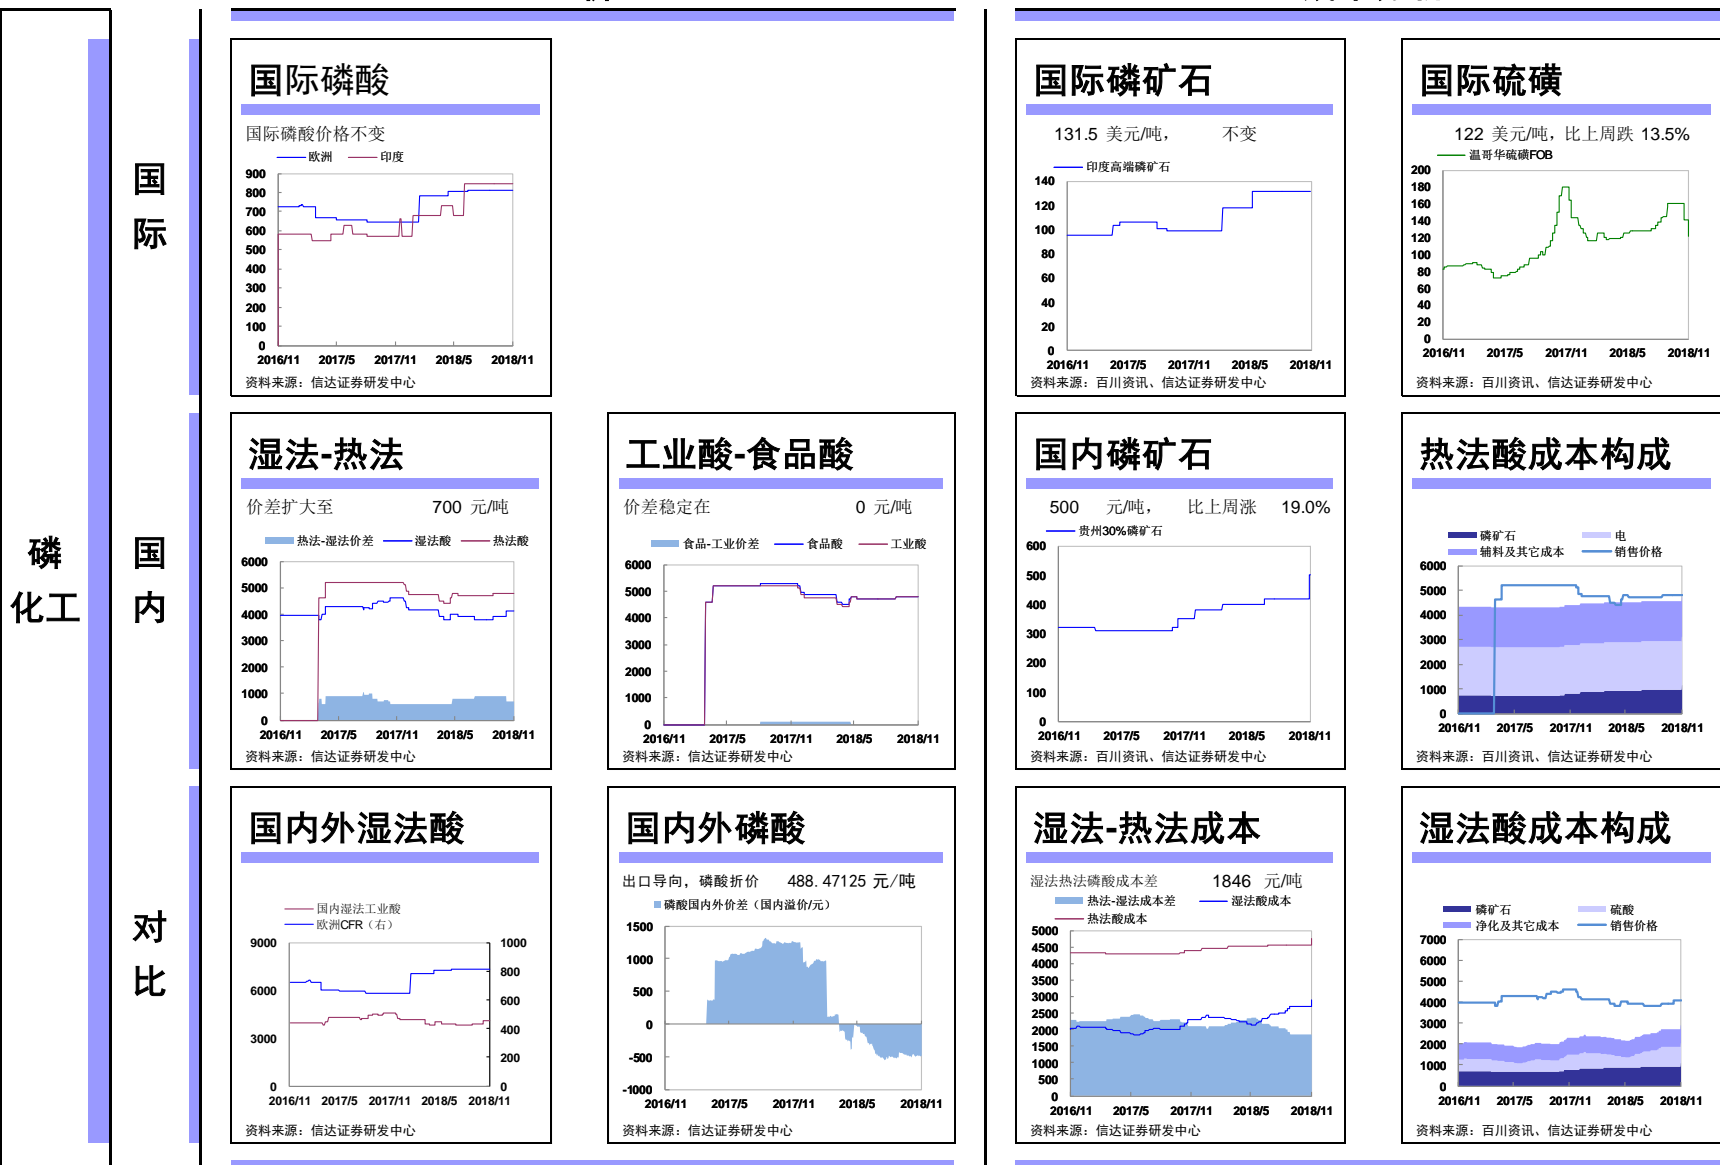 磷
化工
国
际
国际磷酸
国际磷酸价格不变
欧洲 印度
900
800
700
600
500
400
300
200
100
0
2016/11 2017/5 2017/11 2018/5 2018/11
资料来源：信达证券研发中心
国际磷矿石
131.5 美元/吨， 不变
印度高端磷矿石
140
120
100
80
60
40
20
0
2016/11 2017/5 2017/11 2018/5 2018/11
资料来源：百川资讯、信达证券研发中心
国际硫磺
122 美元/吨，比上周跌 13.5%
温哥华硫磺FOB
200
180
160
140
120
100
80
60
40
20
0
2016/11 2017/5 2017/11 2018/5 2018/11
资料来源：百川资讯、信达证券研发中心
国
内
湿法-热法
价差扩大至 700 元/吨
热法-湿法价差 湿法酸 热法酸
6000
5000
4000
3000
2000
1000
0
2016/11 2017/5 2017/11 2018/5 2018/11
资料来源：信达证券研发中心
工业酸-食品酸
价差稳定在 0 元/吨
食品-工业价差 食品酸 工业酸
6000
5000
4000
3000
2000
1000
0
2016/11 2017/5 2017/11 2018/5 2018/11
资料来源：信达证券研发中心
国内磷矿石
500 元/吨， 比上周涨 19.0%
贵州30%磷矿石
600
500
400
300
200
100
0
2016/11 2017/5 2017/11 2018/5 2018/11
资料来源：百川资讯、信达证券研发中心
热法酸成本构成
磷矿石 电
辅料及其它成本 销售价格
6000
5000
4000
3000
2000
1000
0
2016/11 2017/5 2017/11 2018/5 2018/11
资料来源：百川资讯、信达证券研发中心
对
比
国内外湿法酸
国内湿法工业酸
欧洲CFR（右）
9000
6000
3000
0
1000
800
600
400
200
0
2016/11 2017/5 2017/11 2018/5 2018/11
资料来源：信达证券研发中心
国内外磷酸
出口导向，磷酸折价 488.47125 元/吨
磷酸国内外价差（国内溢价/元）
1500
1000
500
0
-500
-1000
2016/11 2017/5 2017/11 2018/5 2018/11
资料来源：信达证券研发中心
湿法-热法成本
湿法热法磷酸成本差 1846 元/吨
热法-湿法成本差 湿法酸成本
热法酸成本
5000
4500
4000
3500
3000
2500
2000
1500
1000
500
0
2016/11 2017/5 2017/11 2018/5 2018/11
资料来源：信达证券研发中心
湿法酸成本构成
磷矿石 硫酸
净化及其它成本 销售价格
7000
6000
5000
4000
3000
2000
1000
0
2016/11 2017/5 2017/11 2018/5 2018/11
资料来源：百川资讯、信达证券研发中心